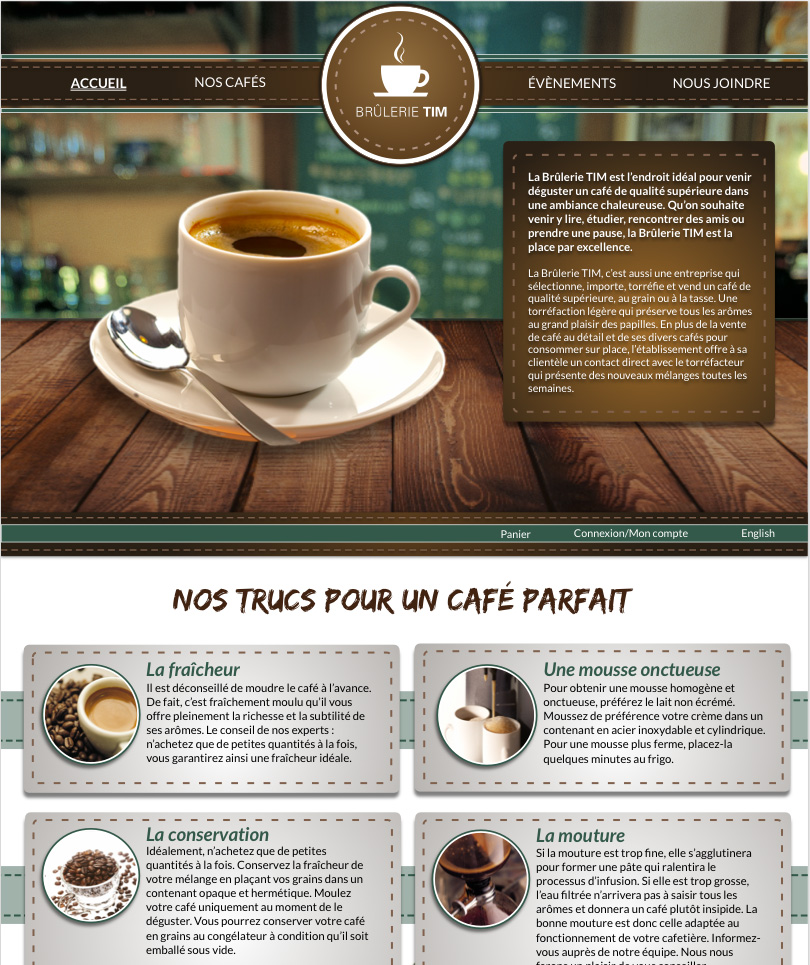 ACCUEIL
NOS CAFÉS
BRÛLERIE TIM
ÉVÈNEMENTS
NOUS JOINDRE
La Brûlerie TIM est l'endroit idéal pour venir
déguster un café de qualité supérieure dans
une ambiance chaleureuse. Qu'on souhaite
venir y lire, étudier, rencontrer des amis ou
prendre une pause, la Brûlerie TIM est la
place par excellence.
La Brûlerie TIM, c'est aussi une entreprise qui
sélectionne, importe, torréfie et vend un café de
qualité supérieure, au grain ou à la tasse. Une
torréfaction légère qui préserve tous les arômes
au grand plaisir des papilles. En plus de la vente
de café au détail et de ses divers cafés pour
consommer sur place, l'établissement offre à sa
clientèle un contact direct avec le torréfacteur
qui présente des nouveaux mélanges toutes les
semaines.
Panier
Connexion/Mon compte
English
NOS TRUCS POUR UN CAFÉ PARFAIT
La fraîcheur
Il est déconseillé de moudre le café à l'avance.
De fait, c'est fraîchement moulu qu'il vous
offre pleinement la richesse et la subtilité de
ses arômes. Le conseil de nos experts :
n'achetez que de petites quantités à la fois,
vous garantirez ainsi une fraîcheur idéale.
Une mousse onctueuse
Pour obtenir une mousse homogène et
onctueuse, préférez le lait non écrémé.
Moussez de préférence votre crème dans un
contenant en acier inoxydable et cylindrique.
Pour une mousse plus ferme, placez-la
quelques minutes au frigo.
La conservation
Idéalement, n'achetez que de petites
quantités à la fois. Conservez la fraîcheur de
votre mélange en plaçant vos grains dans un
contenant opaque et hermétique. Moulez
votre café uniquement au moment de le
déguster. Vous pourrez conserver votre café
en grains au congélateur à condition qu'il soit
emballé sous vide.
La mouture
Si la mouture est trop fine, elle s'agglutinera
pour former une pâte qui ralentira le
processus d'infusion. Si elle est trop grosse,
l'eau filtrée n'arrivera pas à saisir tous les
arômes et donnera un café plutôt insipide. La
bonne mouture est donc celle adaptée au
fonctionnement de votre cafetière. Informez-
vous auprès de notre équipe. Nous nous